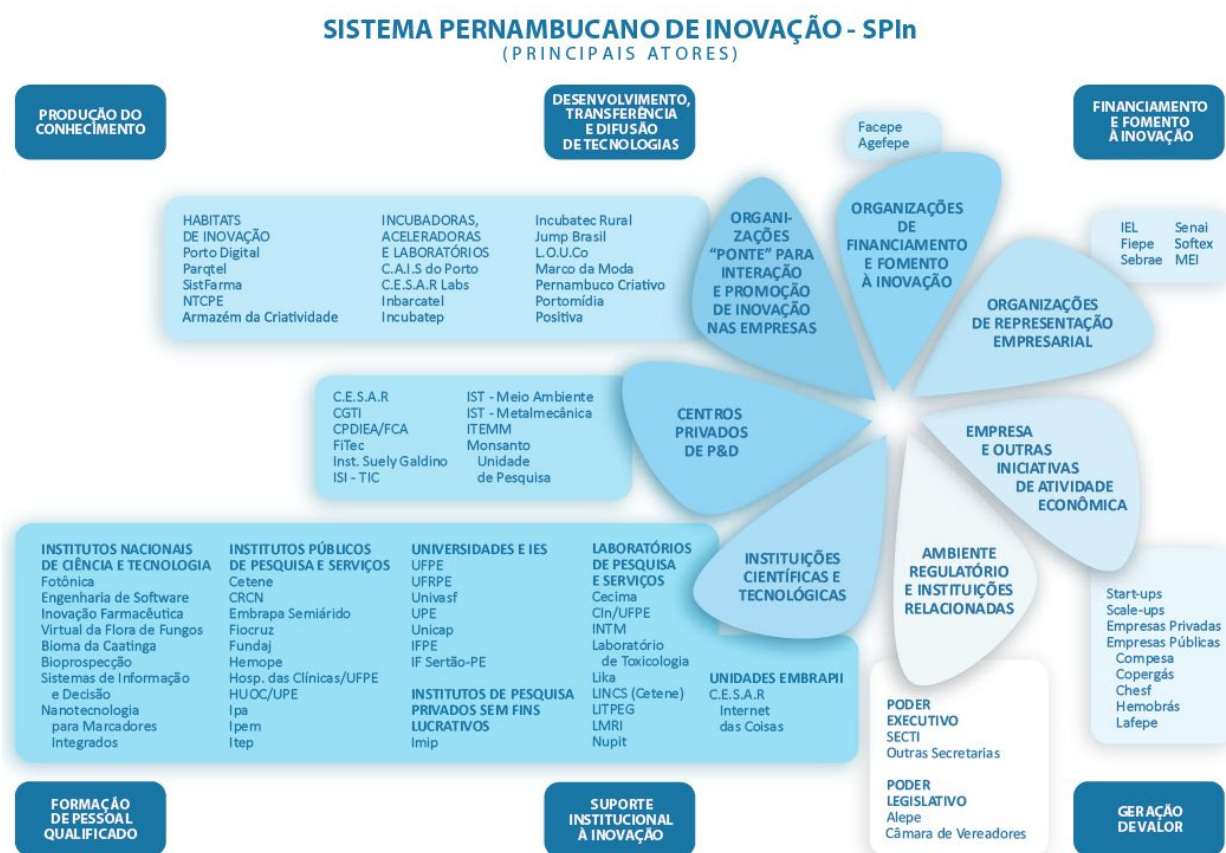 SISTEMA PERNAMBUCANO DE INOVAÇÃO - SPIn
(PRINCIPAIS ATORES)
PRODUÇÃO DO
CONHECIMENTO
DESENVOLVIMENTO,
TRANSFERÊNCIA
E DIFUSÃO
DE TECNOLOGIAS
FINANCIAMENTO
E FOMENTO
À INOVAÇÃO
Facepe
Agefepe
HABITATS
DE INOVAÇÃO
Porto Digital
Parqtel
SistFarma
NTCPE
Armazém da Criatividade
INCUBADORAS,
ACELERADORAS
E LABORATÓRIOS
C.A.I.S do Porto
C.E.S.A.R Labs
Inbarcatel
Incubatep
Incubatec Rural
Jump Brasil
L.O.U.Co
Marco da Moda
Pernambuco Criativo
Portomídia
Positiva
ORGANI-
ZAÇÕES
"PONTE" PARA
INTERAÇÃO
E PROMOÇÃO
DE INOVAÇÃO
NAS EMPRESAS
ORGANIZAÇÕES
DE
FINANCIAMENTO
E FOMENTO
À INOVAÇÃO
IEL
Fiepe
Sebrae
Senai
Softex
MEI
ORGANIZAÇÕES
DE REPRESENTAÇÃO
EMPRESARIAL
C.E.S.A.R
CGTI
CPDIEA/FCA
FiTec
Inst. Suely Galdino
ISI - TIC
IST - Meio Ambiente
IST - Metalmecânica
ITEMM
Monsanto
Unidade
de Pesquisa
CENTROS
PRIVADOS
DE P&D
EMPRESA
E OUTRAS
INICIATIVAS
DE ATIVIDADE
ECONÔMICA
INSTITUTOS NACIONAIS
DE CIÊNCIA E TECNOLOGIA
Fotônica
Engenharia de Software
Inovação Farmacêutica
Virtual da Flora de Fungos
Bioma da Caatinga
Bioprospecção
Sistemas de Informação
e Decisão
Nanotecnologia
para Marcadores
Integrados
INSTITUTOS PÚBLICOS
DE PESQUISA E SERVIÇOS
Cetene
CRCN
Embrapa Semiárido
Fiocruz
Fundaj
Hemope
Hosp. das Clínicas/UFPE
HUOC/UPE
Ipa
Ipem
Itep
UNIVERSIDADES E IES
UFPE
UFRPE
Univasf
UPE
Unicap
IFPE
IF Sertão-PE
INSTITUTOS DE PESQUISA
PRIVADOS SEM FINS
LUCRATIVOS
Imip
LABORATÓRIOS
DE PESQUISA
E SERVIÇOS
Cecima
CIn/UFPE
INTM
Laboratório
de Toxicologia
Lika
LINCS (Cetene)
LITPEG
LMRI
Nupit
UNIDADES EMBRAPII
C.E.S.A.R
Internet
das Coisas
INSTITUIÇÕES
CIENTÍFICAS E
TECNOLÓGICAS
AMBIENTE
REGULATÓRIO
E INSTITUIÇÕES
RELACIONADAS
Start-ups
Scale-ups
Empresas Privadas
Empresas Públicas
Compesa
Copergás
Chesf
Hemobrás
Lafepe
PODER
EXECUTIVO
SECTI
Outras Secretarias
PODER
LEGISLATIVO
Alepe
Câmara de Vereadores
FORMAÇÃO
DE PESSOAL
QUALIFICADO
SUPORTE
INSTITUCIONAL
À INOVAÇÃO
GERAÇÃO
DE VALOR